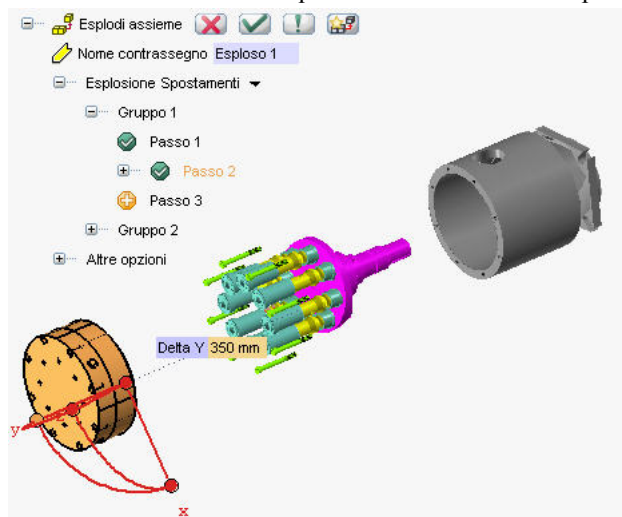 Esplodi assieme
Nome contrassegno Esploso 1
Esplosione Spostamenti
Gruppo 1
Passo 1
Passo 2
Passo 3
Gruppo 2
Altre opzioni
Delta Y 350 mm
y z
x